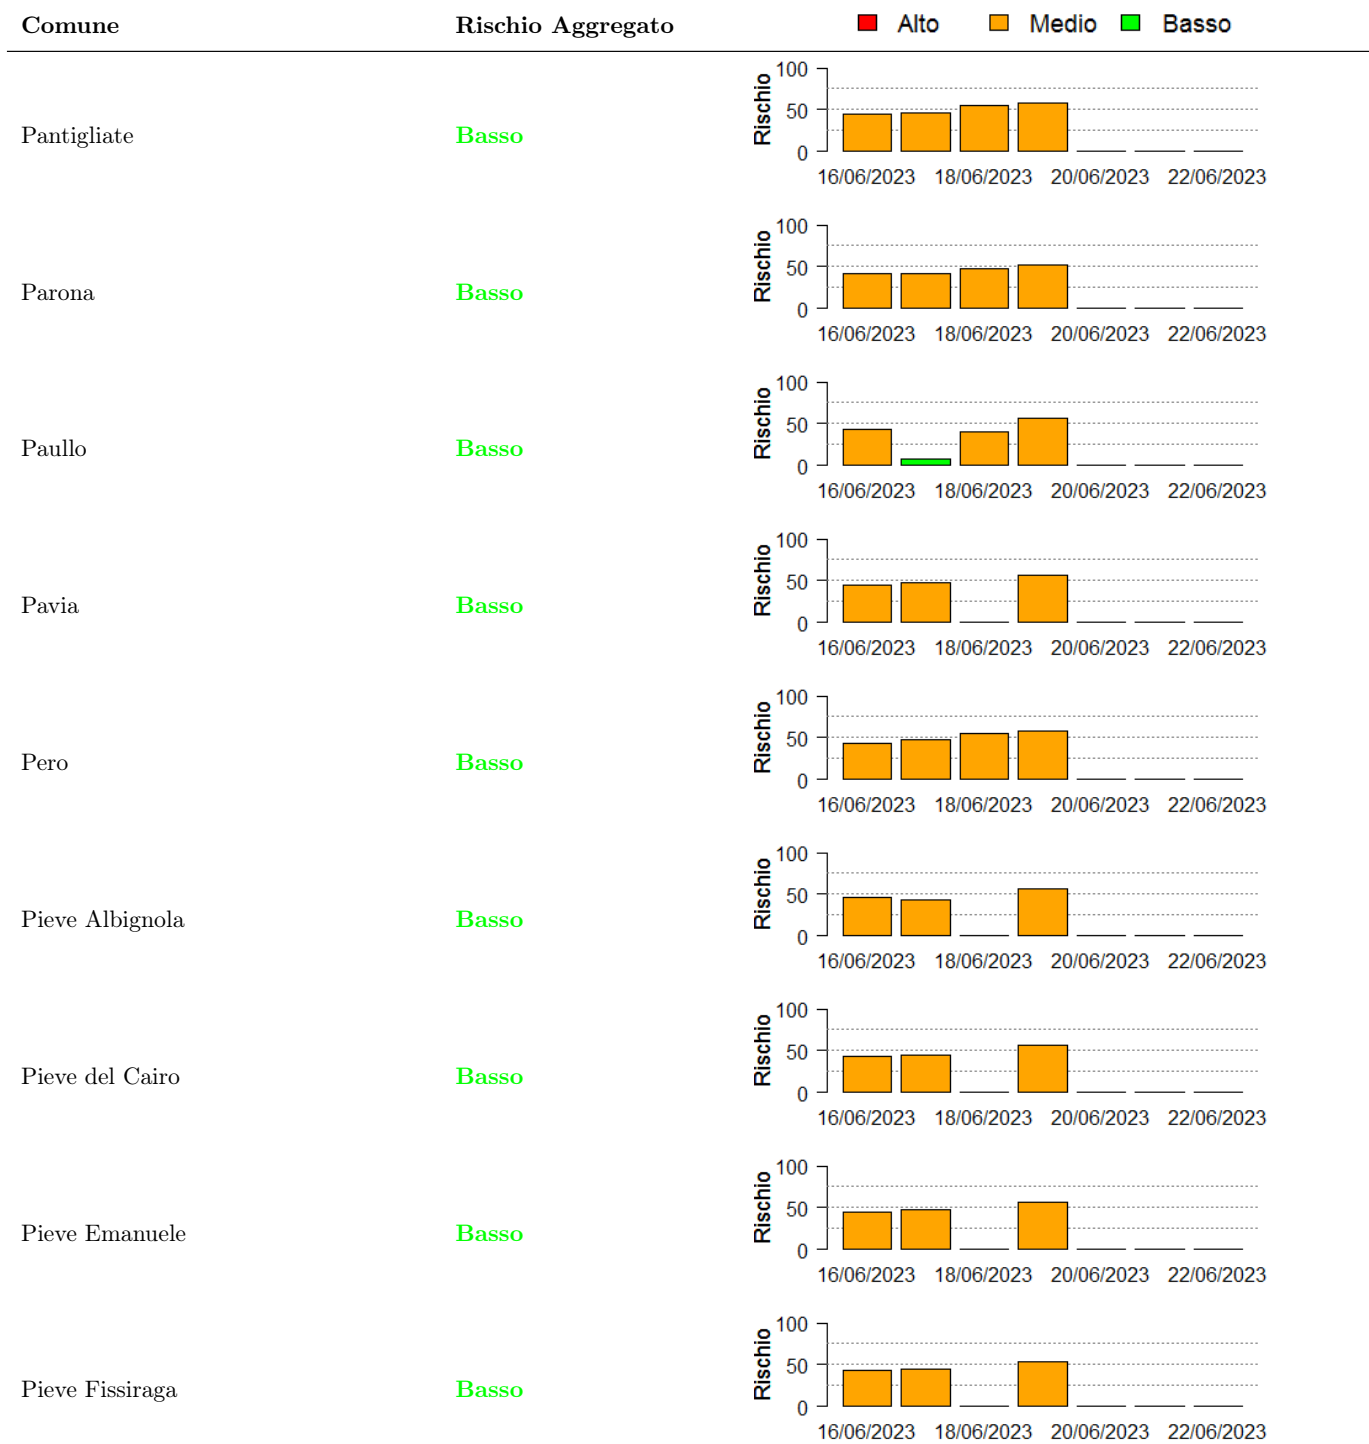 Comune Rischio Aggregato Alto Medio Basso
Pantigliate Basso
Rischio
100
50
0
16/06/2023 18/06/2023 20/06/2023 22/06/2023
Parona Basso
Rischio
100
50
0
16/06/2023 18/06/2023 20/06/2023 22/06/2023
Paullo Basso
Rischio
100
50
0
16/06/2023 18/06/2023 20/06/2023 22/06/2023
Pavia Basso
Rischio
100
50
0
16/06/2023 18/06/2023 20/06/2023 22/06/2023
Pero Basso
Rischio
100
50
0
16/06/2023 18/06/2023 20/06/2023 22/06/2023
Pieve Albignola Basso
Rischio
100
50
0
16/06/2023 18/06/2023 20/06/2023 22/06/2023
Pieve del Cairo Basso
Rischio
100
50
0
16/06/2023 18/06/2023 20/06/2023 22/06/2023
Pieve Emanuele Basso
Rischio
100
50
0
16/06/2023 18/06/2023 20/06/2023 22/06/2023
Pieve Fissiraga Basso
Rischio
100
50
0
16/06/2023 18/06/2023 20/06/2023 22/06/2023